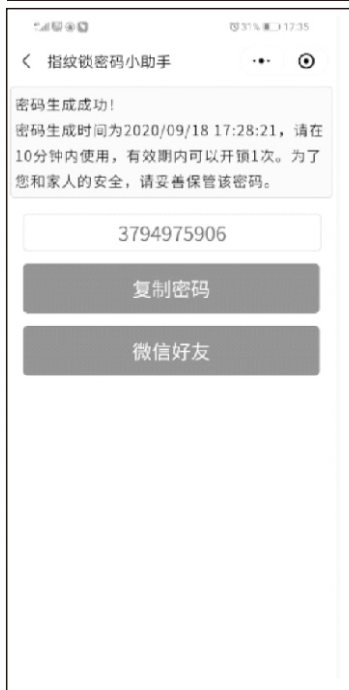 31% 17:35
指纹锁密码小助手
密码生成成功!
密码生成时间为2020/09/18 17:28:21, 请在
10分钟内使用，有效期内可以开锁1次。为了
您和家人的安全，请妥善保管该密码。
3794975906
复制密码
微信好友